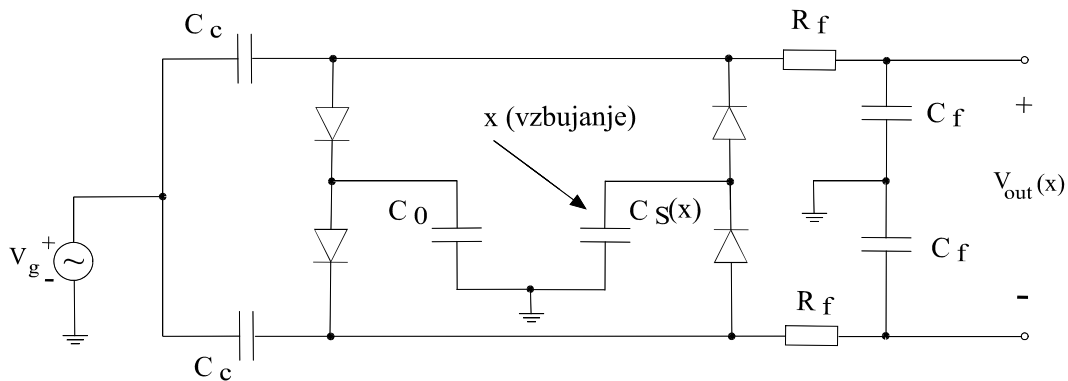 C c
R f
C f
+
x (vzbujanje)
C 0
C S(x)
V out (x)
V g
+
-
~
C f
R f
-
C c